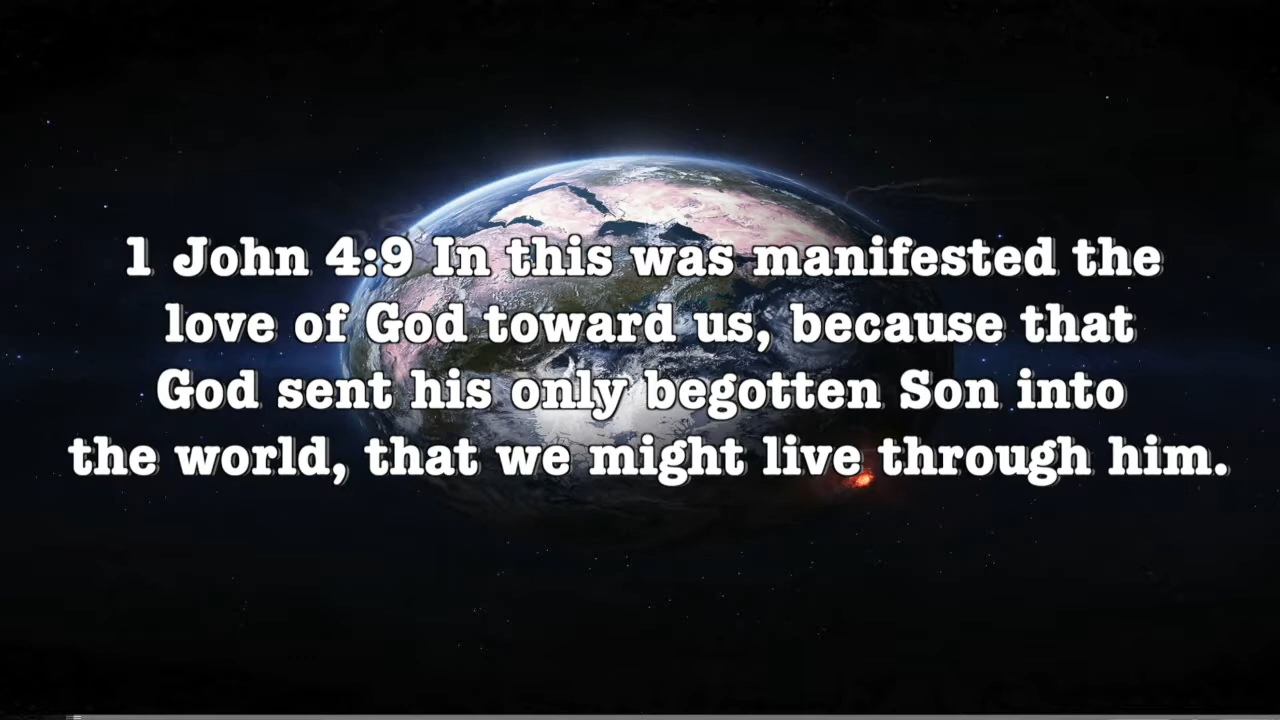 1 John 4:9 In this was manifested the
love of God toward us, because that
God sent his only begotten Son into
the world, that we might live through him.